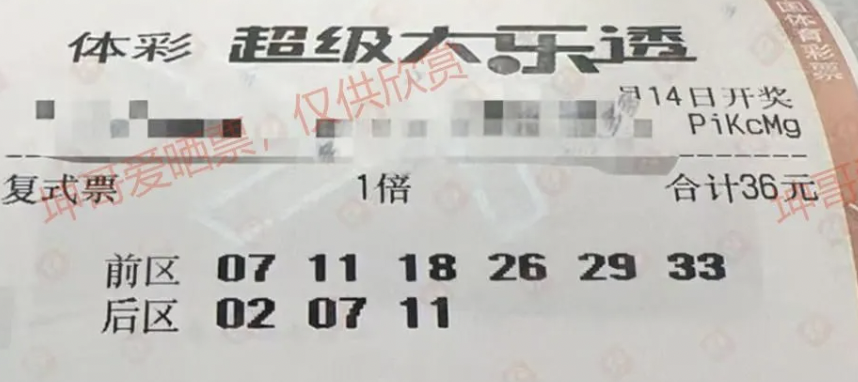 体彩 超级大乐透
国体育彩票
月14日开奖
PiKcMg
坤哥爱晒票，仅供欣赏
复式票 1倍 合计36元
坤哥
前区 07 11 18 26 29 33
后区 02 07 11